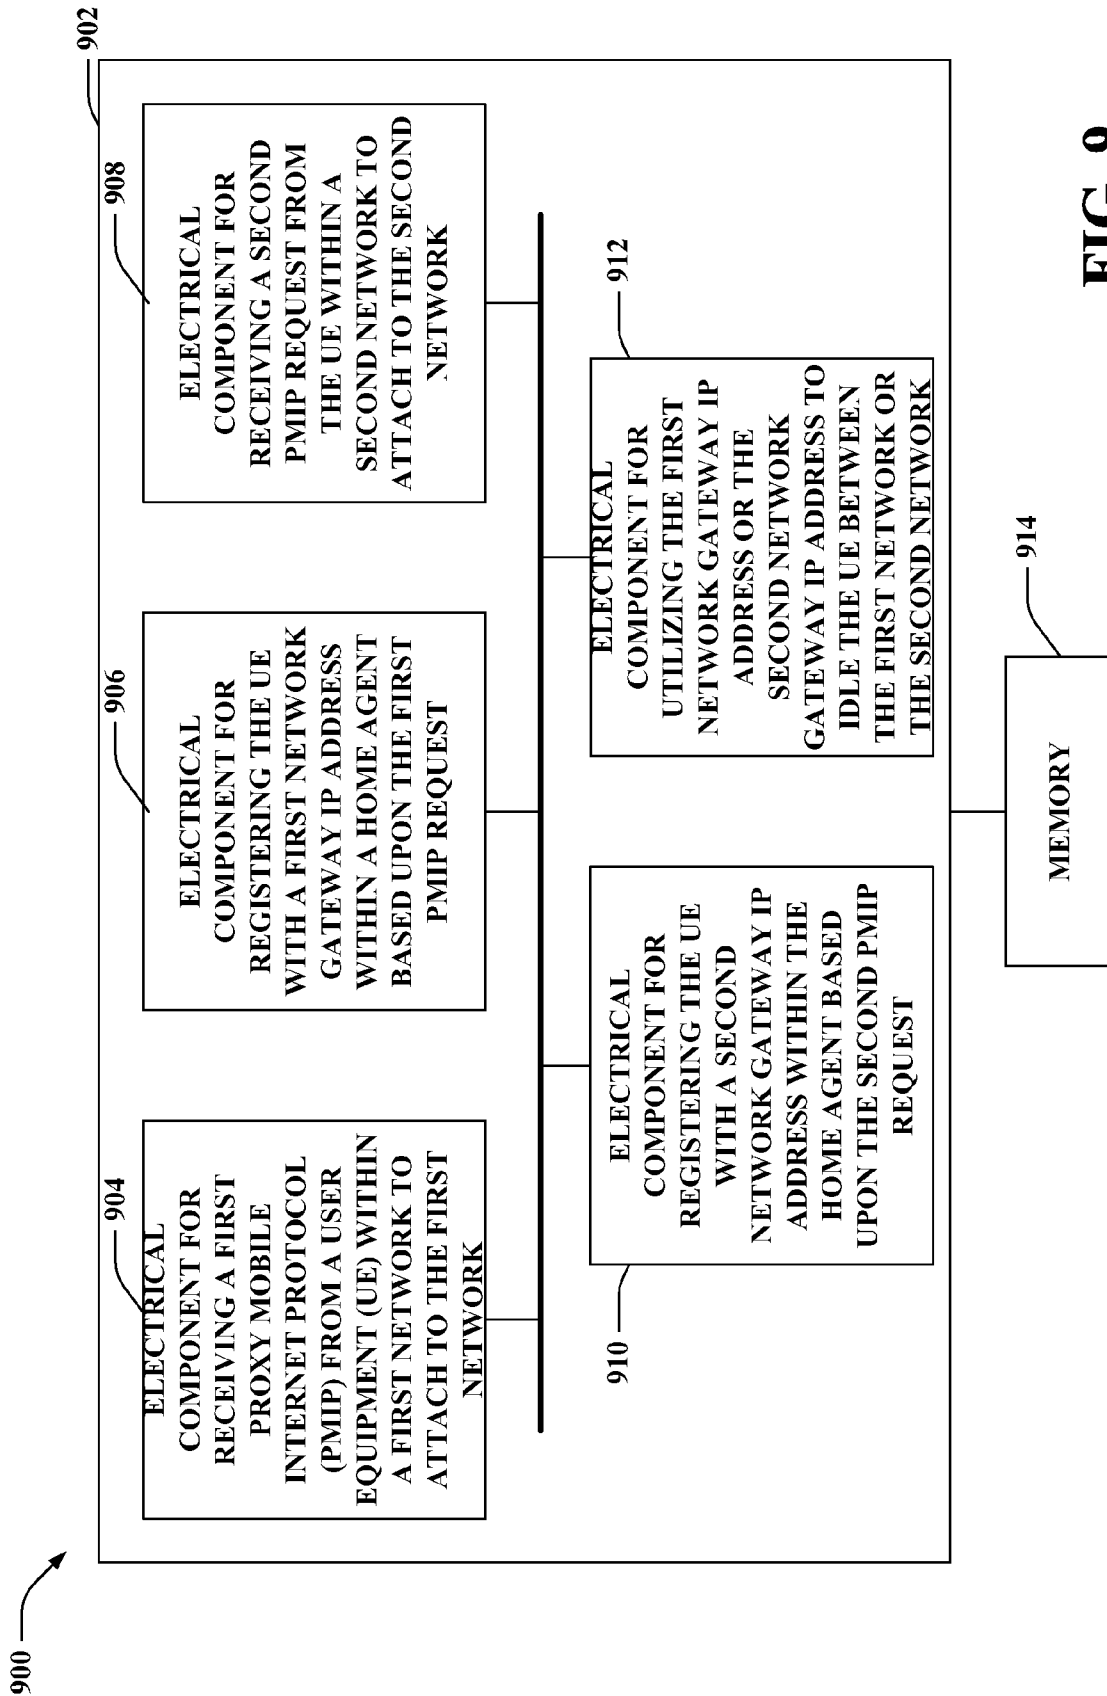 900
902
904
ELECTRICAL
COMPONENT FOR
RECEIVING A FIRST
PROXY MOBILE
INTERNET PROTOCOL
(PMIP) FROM A USER
EQUIPMENT (UE) WITHIN
A FIRST NETWORK TO
ATTACH TO THE FIRST
NETWORK
906
ELECTRICAL
COMPONENT FOR
REGISTERING THE UE
WITH A FIRST NETWORK
GATEWAY IP ADDRESS
WITHIN A HOME AGENT
BASED UPON THE FIRST
PMIP REQUEST
908
ELECTRICAL
COMPONENT FOR
RECEIVING A SECOND
PMIP REQUEST FROM
THE UE WITHIN A
SECOND NETWORK TO
ATTACH TO THE SECOND
NETWORK
910
ELECTRICAL
COMPONENT FOR
REGISTERING THE UE
WITH A SECOND
NETWORK GATEWAY IP
ADDRESS WITHIN THE
HOME AGENT BASED
UPON THE SECOND PMIP
REQUEST
912
ELECTRICAL
COMPONENT FOR
UTILIZING THE FIRST
NETWORK GATEWAY IP
ADDRESS OR THE
SECOND NETWORK
GATEWAY IP ADDRESS TO
IDLE THE UE BETWEEN
THE FIRST NETWORK OR
THE SECOND NETWORK
914
MEMORY
FIG. 9